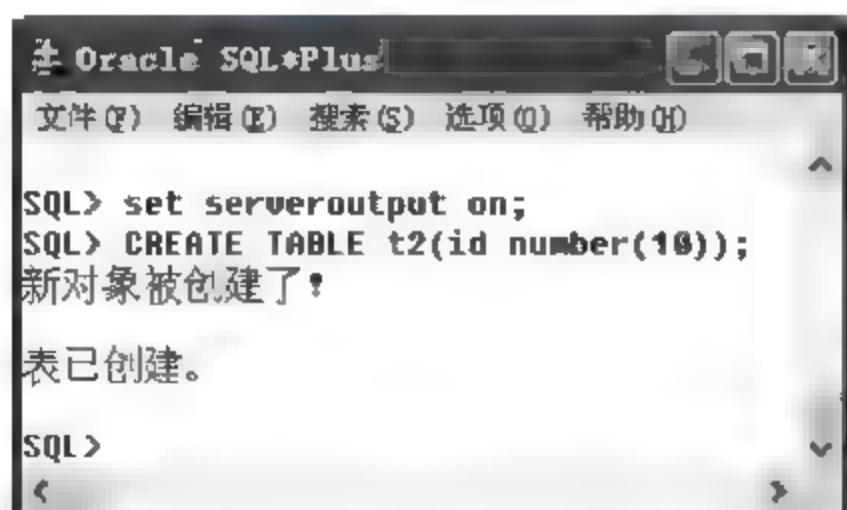 Oracle SQL*Plus
文件(F) 编辑(E) 搜索(S) 选项(O) 帮助(H)
SQL> set serveroutput on;
SQL> CREATE TABLE t2(id number(10));
新对象被创建了!
表已创建。
SQL>